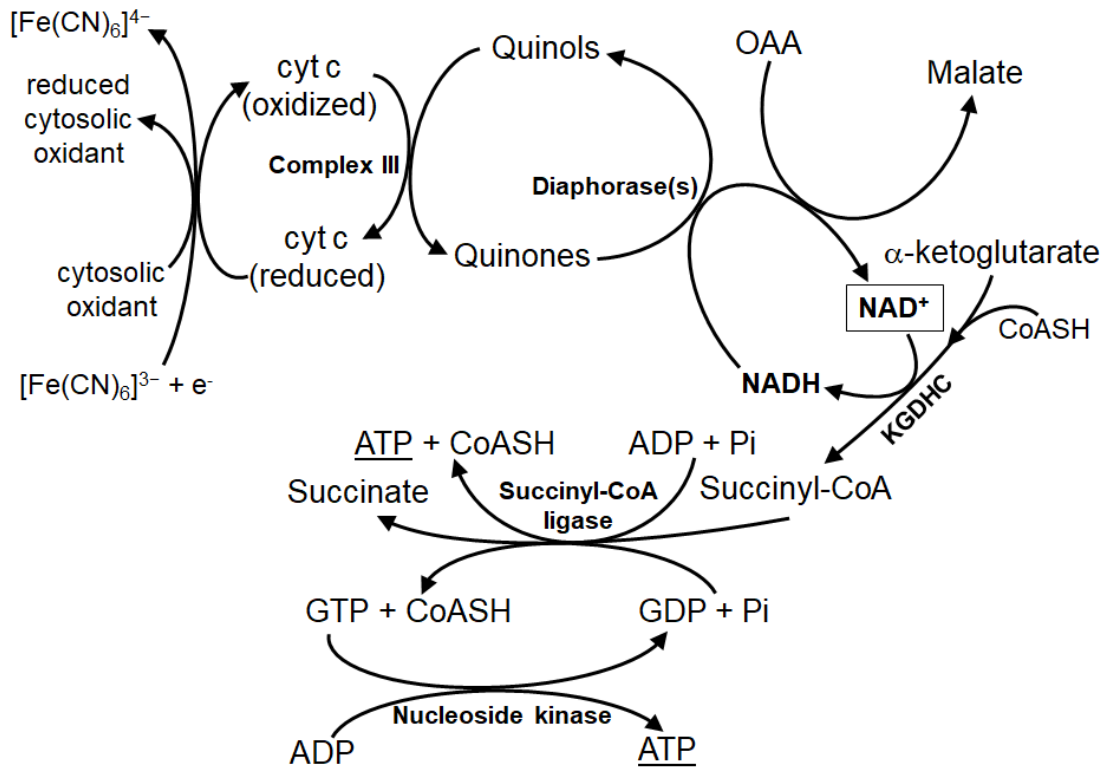 [Fe(CN)6]4−
reduced
cytosolic
oxidant
cyt c
(oxidized)
Quinols
OAA
Malate
Complex III
Diaphorase(s)
cytosolic
oxidant
cyt c
(reduced)
Quinones
α-ketoglutarate
NAD+
CoASH
[Fe(CN)6]3− + e-
NADH
KGDHC
ATP + CoASH
ADP + Pi
Succinate
Succinyl-CoA
ligase
Succinyl-CoA
GTP + CoASH
GDP + Pi
Nucleoside kinase
ADP
ATP